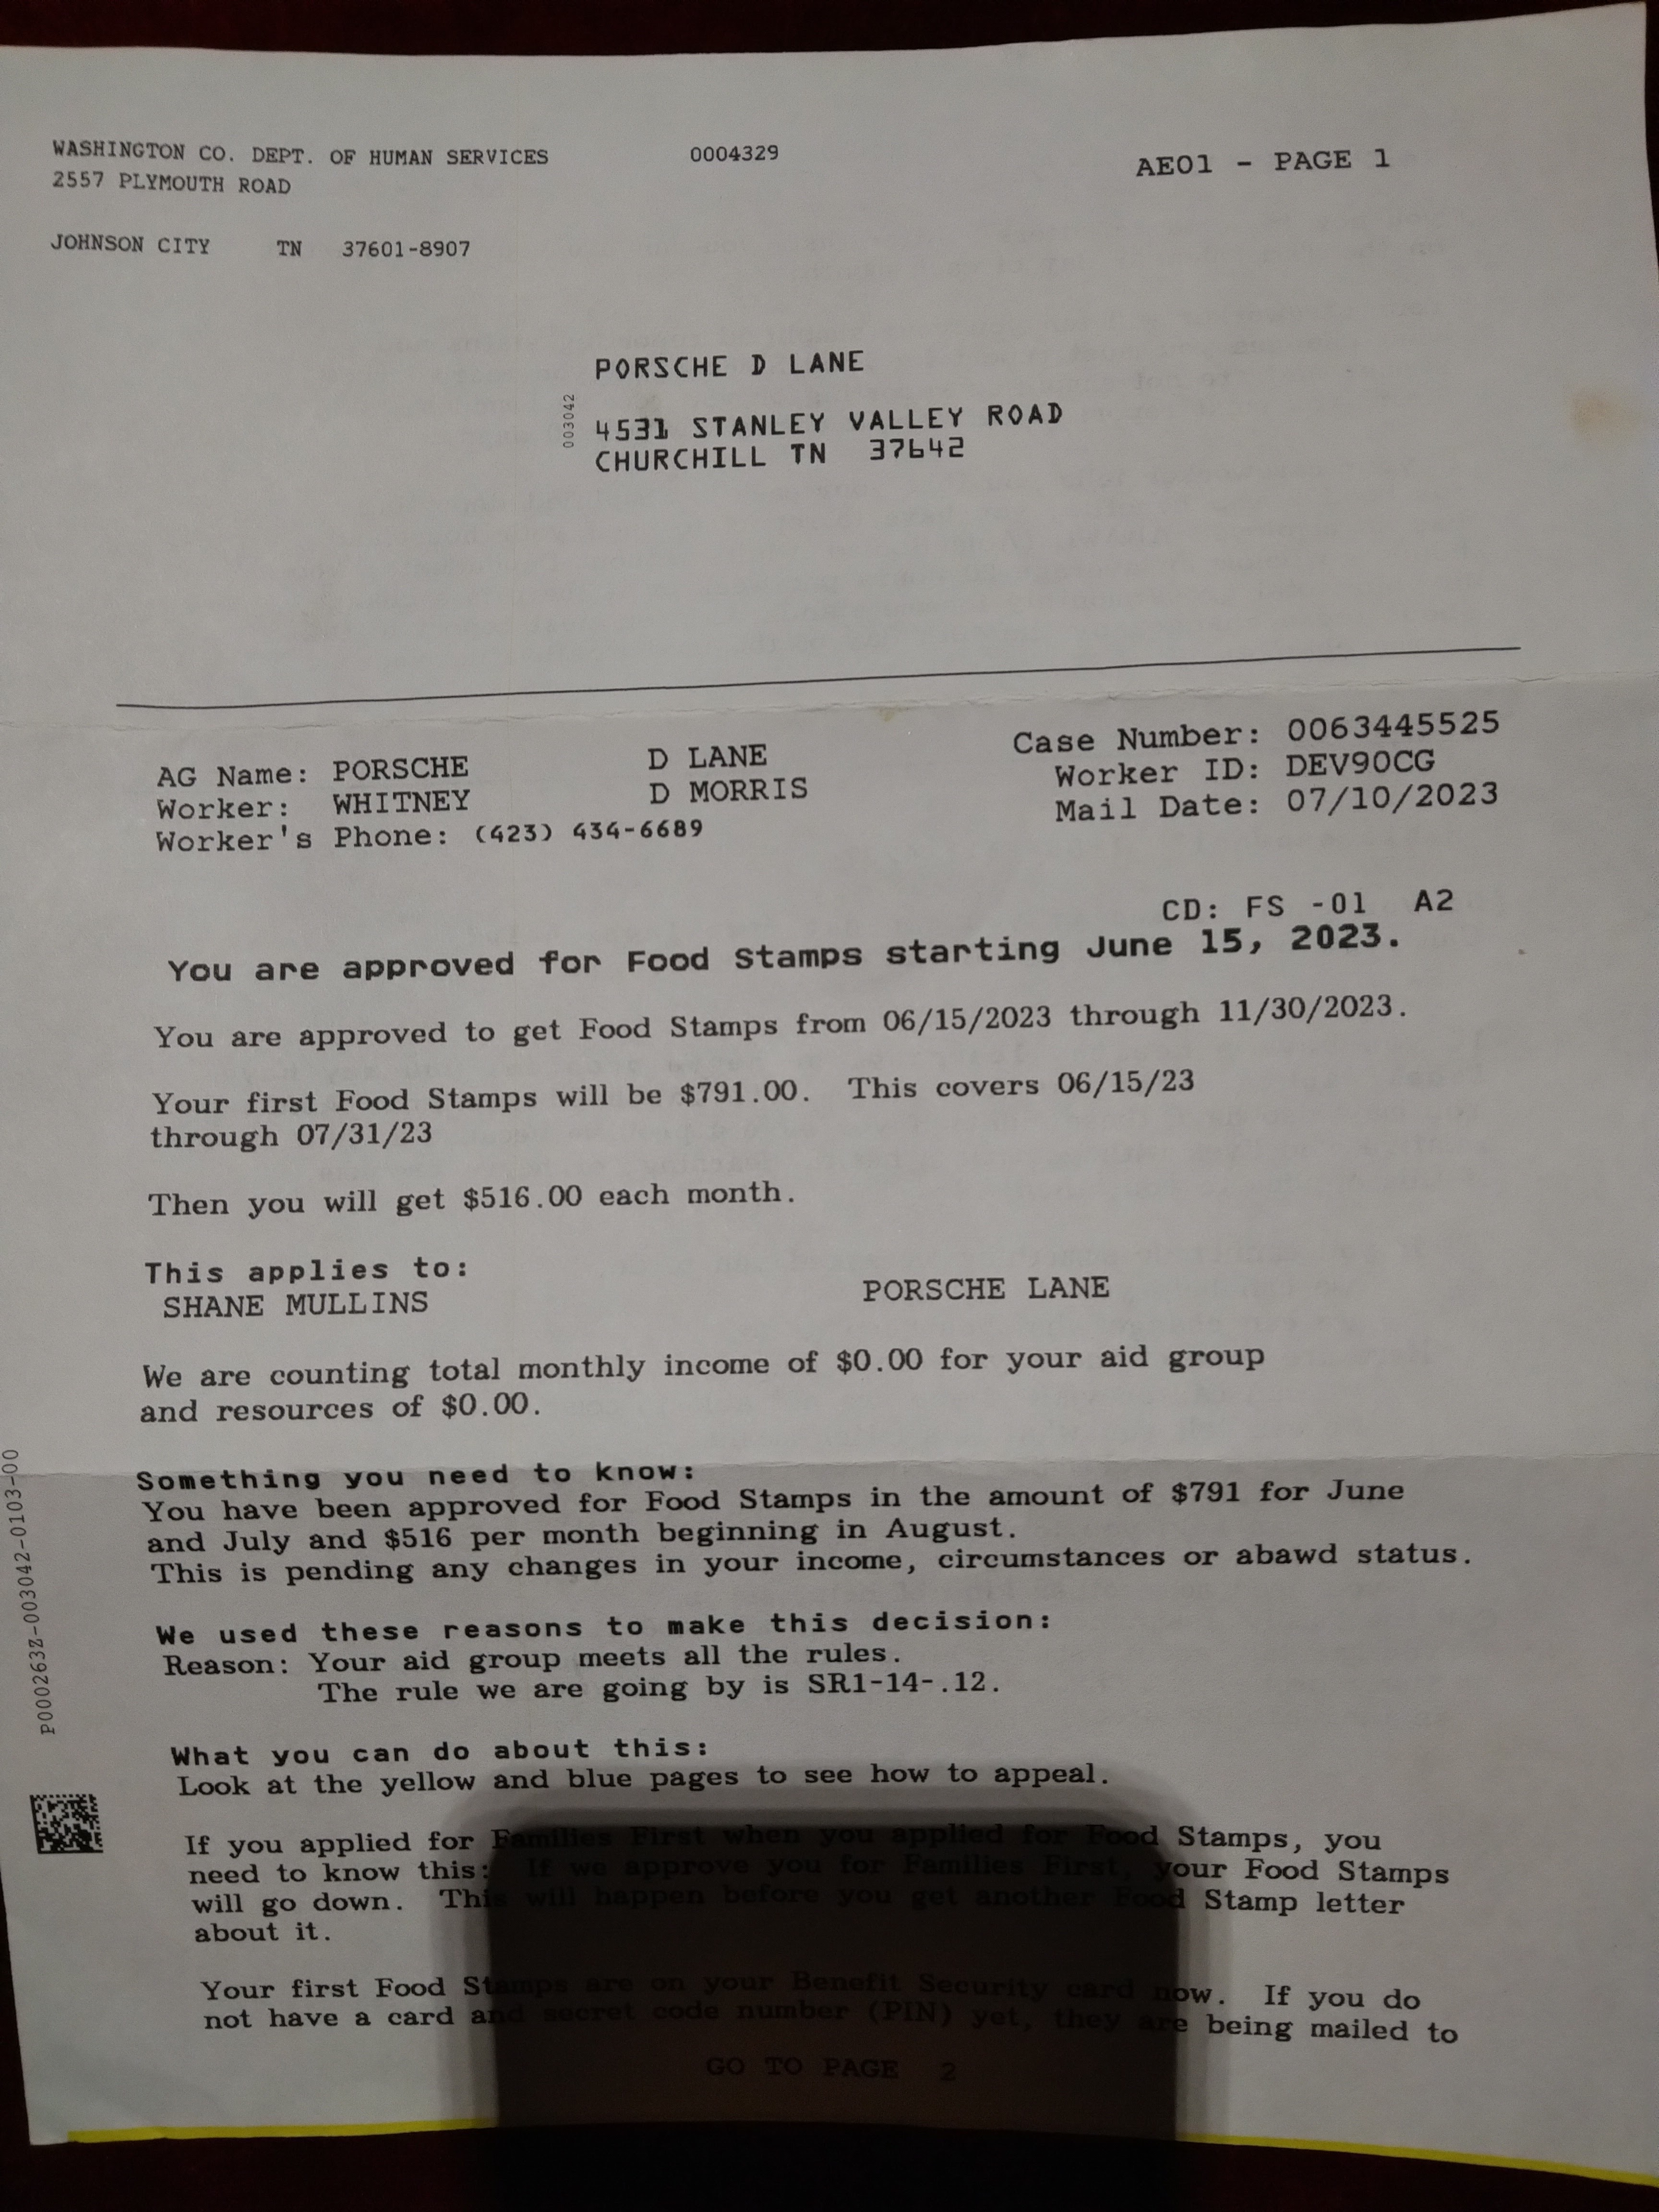 WASHINGTON CO. DEPT. OF HUMAN SERVICES 0004329 AE01 - PAGE 1
2557 PLYMOUTH ROAD
JOHNSON CITY TN 37601-8907
PORSCHE D LANE
003042
4531 STANLEY VALLEY ROAD
CHURCHILL TN 37642
AG Name: PORSCHE D LANE Case Number: 0063445525
Worker: WHITNEY D MORRIS Worker ID: DEV90CG
Worker's Phone: (423) 434-6689 Mail Date: 07/10/2023
CD: FS -01 A2
You are approved for Food Stamps starting June 15, 2023.
You are approved to get Food Stamps from 06/15/2023 through 11/30/2023.
Your first Food Stamps will be $791.00. This covers 06/15/23
through 07/31/23
Then you will get $516.00 each month.
This applies to:
SHANE MULLINS PORSCHE LANE
We are counting total monthly income of $0.00 for your aid group
and resources of $0.00.
Something you need to know:
You have been approved for Food Stamps in the amount of $791 for June
and July and $516 per month beginning in August.
This is pending any changes in your income, circumstances or abawd status.
We used these reasons to make this decision:
Reason: Your aid group meets all the rules.
The rule we are going by is SR1-14-.12.
What you can do about this:
Look at the yellow and blue pages to see how to appeal.
If you applied for Families First when you applied for Food Stamps, you
need to know this: If we approve you for Families First, your Food Stamps
will go down. This will happen before you get another Food Stamp letter
about it.
Your first Food Stamps are on your Benefit Security card now. If you do
not have a card and secret code number (PIN) yet, they are being mailed to
GO TO PAGE 2
P000263Z-003042-0103-00